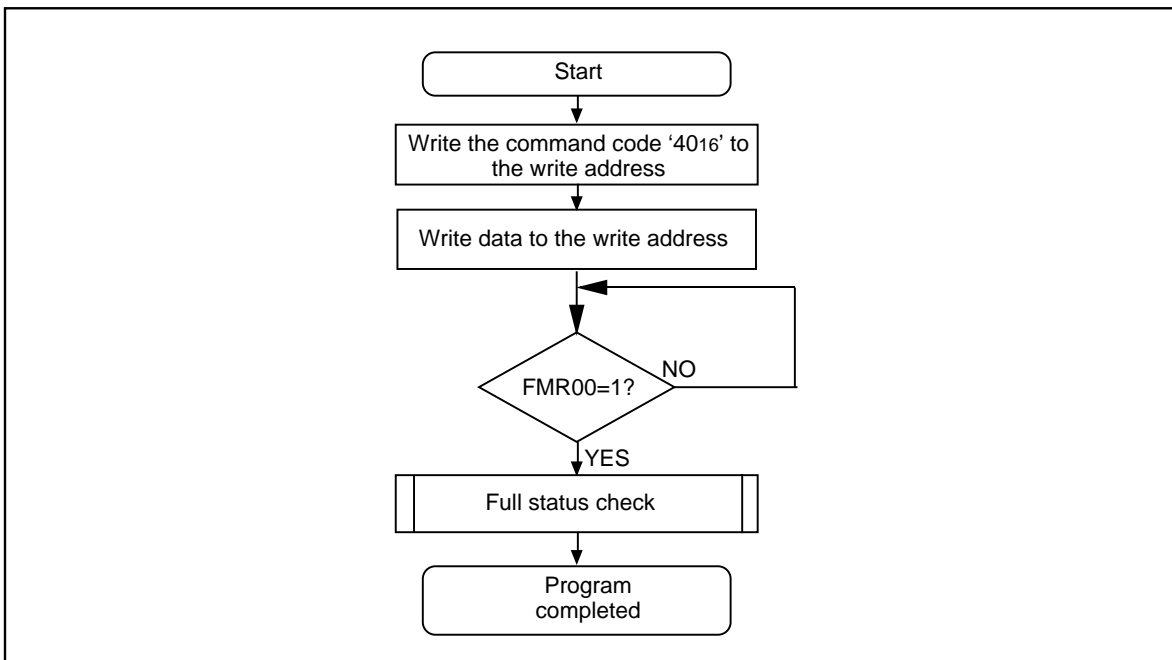 Start
Write the command code ‘4016’ to
the write address
Write data to the write address
FMR00=1?
NO
YES
Full status check
Program
completed